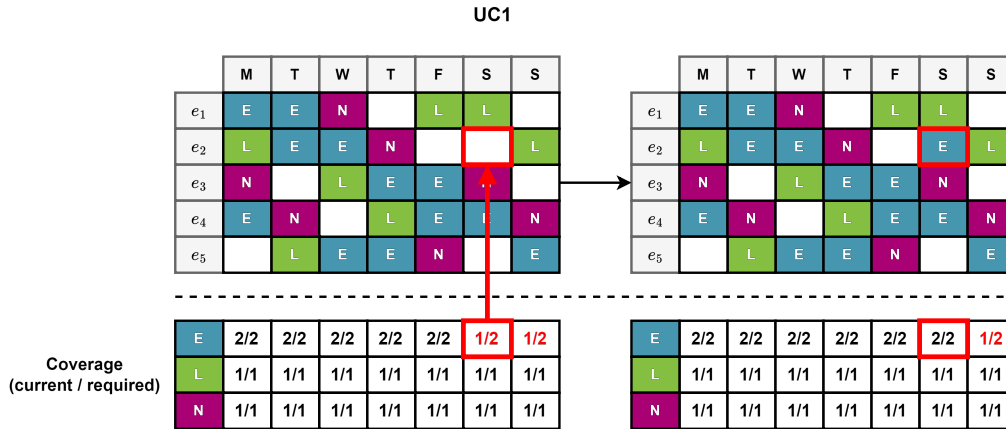 UC1
M T W T F S S M T W T F S S
e1 E E N L L e1 E E N L L
e2 L E E N L e2 L E E N E L
e3 N L E E N e3 N L E E N
e4 E N L E E N e4 E N L E E N
e5 L E E N E e5 L E E N E
E 2/2 2/2 2/2 2/2 2/2 1/2 1/2 E 2/2 2/2 2/2 2/2 2/2 2/2 1/2
Coverage
(current / required)
L 1/1 1/1 1/1 1/1 1/1 1/1 1/1 L 1/1 1/1 1/1 1/1 1/1 1/1 1/1
N 1/1 1/1 1/1 1/1 1/1 1/1 1/1 N 1/1 1/1 1/1 1/1 1/1 1/1 1/1